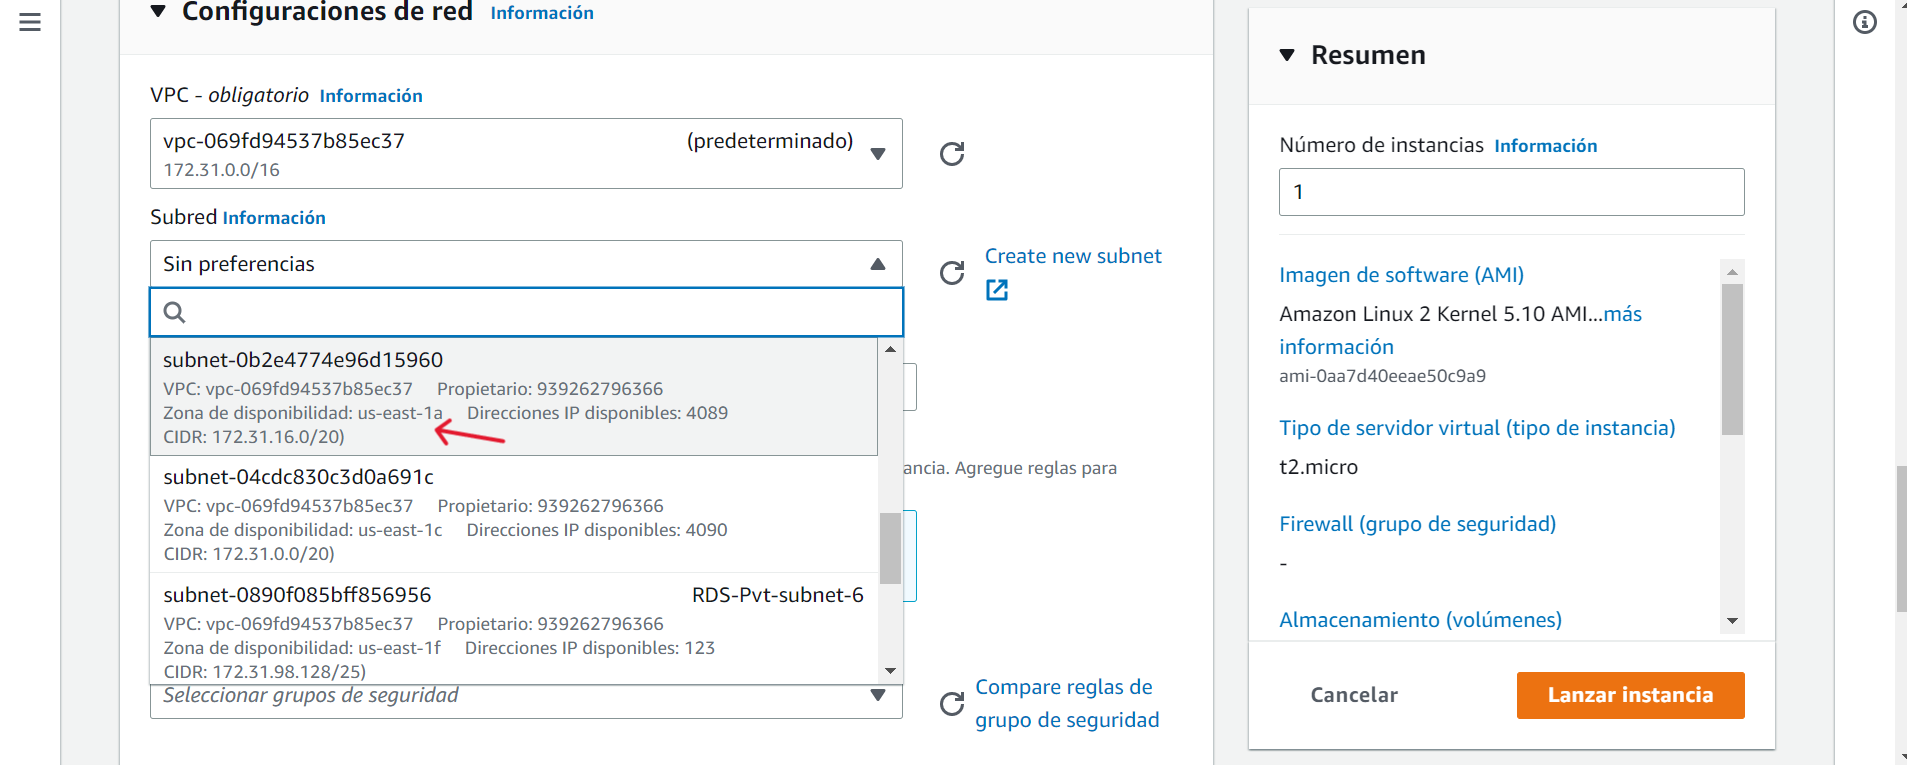 Configuraciones de red Información
VPC - obligatorio Información
vpc-069fd94537b85ec37 (predeterminado)
172.31.0.0/16
Subred Información
Sin preferencias
Create new subnet
subnet-0b2e4774e96d15960
VPC: vpc-069fd94537b85ec37 Propietario: 939262796366
Zona de disponibilidad: us-east-1a Direcciones IP disponibles: 4089
CIDR: 172.31.16.0/20)
subnet-04cdc830c3d0a691c
VPC: vpc-069fd94537b85ec37 Propietario: 939262796366
Zona de disponibilidad: us-east-1c Direcciones IP disponibles: 4090
CIDR: 172.31.0.0/20)
subnet-0890f085bff856956 RDS-Pvt-subnet-6
VPC: vpc-069fd94537b85ec37 Propietario: 939262796366
Zona de disponibilidad: us-east-1f Direcciones IP disponibles: 123
CIDR: 172.31.98.128/25)
ancia. Agregue reglas para
Seleccionar grupos de seguridad
Compare reglas de
grupo de seguridad
Resumen
Número de instancias Información
1
Imagen de software (AMI)
Amazon Linux 2 Kernel 5.10 AMI...más
información
ami-0aa7d40eeae50c9a9
Tipo de servidor virtual (tipo de instancia)
t2.micro
Firewall (grupo de seguridad)
-
Almacenamiento (volúmenes)
Cancelar
Lanzar instancia